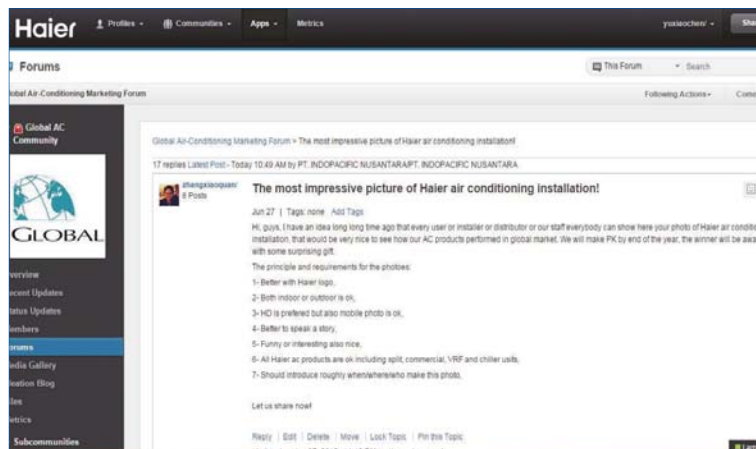 Haier
Profiles
Communities
Apps
Metrics
yuxiaochen/
Sha
Forums
This Forum
Search
lobal Air-Conditioning Marketing Forum
Following Actions
Com
Global AC
Community
GLOBAL
verview
ecent Updates
tatus Updates
embers
orums
edia Gallery
eation Blog
iles
etrics
Subcommunities
Global Air-Conditioning Marketing Forum > The most impressive picture of Haier air conditioning installation!
17 replies Latest Post - Today 10:49 AM by PT. INDOPACIFIC NUSANTARA/PT. INDOPACIFIC NUSANTARA
zhangxiaoquan/
8 Posts
The most impressive picture of Haier air conditioning installation!
Jun 27 | Tags: none Add Tags
Hi, guys, I have an idea long long time ago that every user or installer or distributor or our staff everybody can show here your photo of Haier air conditio
installation, that would be very nice to see how our AC products performed in global market. We will make PK by end of the year, the winner will be awa
with some surprising gift.
The principle and requirements for the photoes:
1- Better with Haier logo,
2- Both indoor or outdoor is ok,
3- HD is prefered but also mobile photo is ok,
4- Better to speak a story,
5- Funny or interesting also nice,
6- All Haier ac products are ok including split, commercial, VRF and chiller usits,
7- Should introduce roughly when/where/who make this photo,
Let us share now!
Reply | Edit | Delete | Move | Lock Topic | Pin this Topic